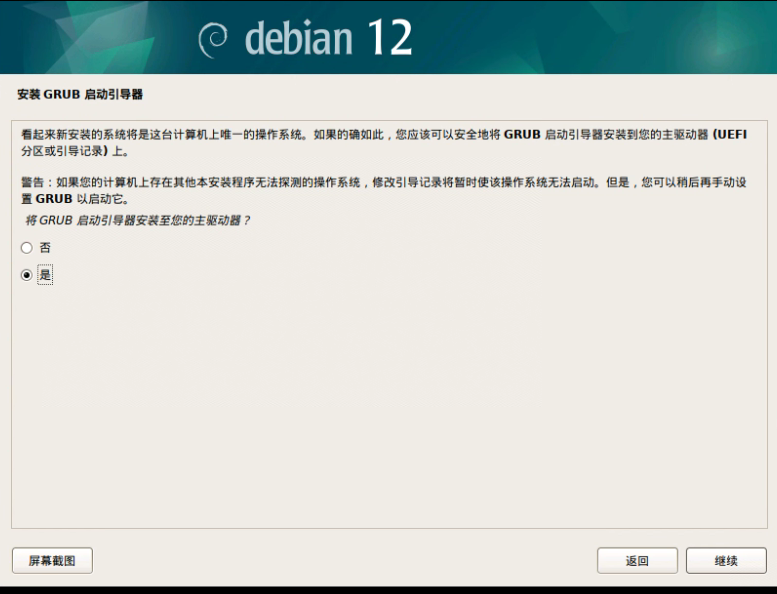 debian 12
安装 GRUB 启动引导器
看起来新安装的系统将是这台计算机上唯一的操作系统。如果的确如此，您应该可以安全地将 GRUB 启动引导器安装到您的主驱动器 (UEFI
分区或引导记录) 上。
警告：如果您的计算机上存在其他本安装程序无法探测的操作系统，修改引导记录将暂时使该操作系统无法启动。但是，您可以稍后再手动设
置 GRUB 以启动它。
将 GRUB 启动引导器安装至您的主驱动器？
否
是
屏幕截图
返回
继续